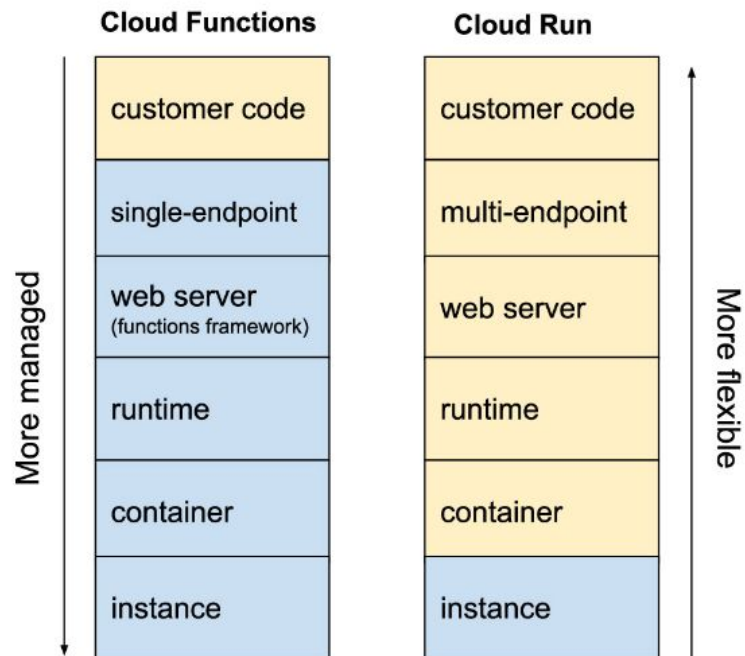 Cloud Functions
customer code
single-endpoint
web server
(functions framework)
runtime
container
instance
More managed
Cloud Run
customer code
multi-endpoint
web server
runtime
container
instance
More flexible